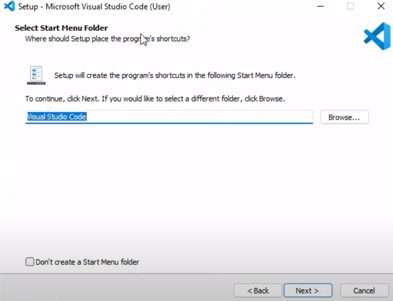 Setup - Microsoft Visual Studio Code (User)
Select Start Menu Folder
Where should Setup place the program's shortcuts?
Setup will create the program's shortcuts in the following Start Menu folder.
To continue, click Next. If you would like to select a different folder, click Browse.
Visual Studio Code
Browse...
Don't create a Start Menu folder
< Back
Next >
Cancel